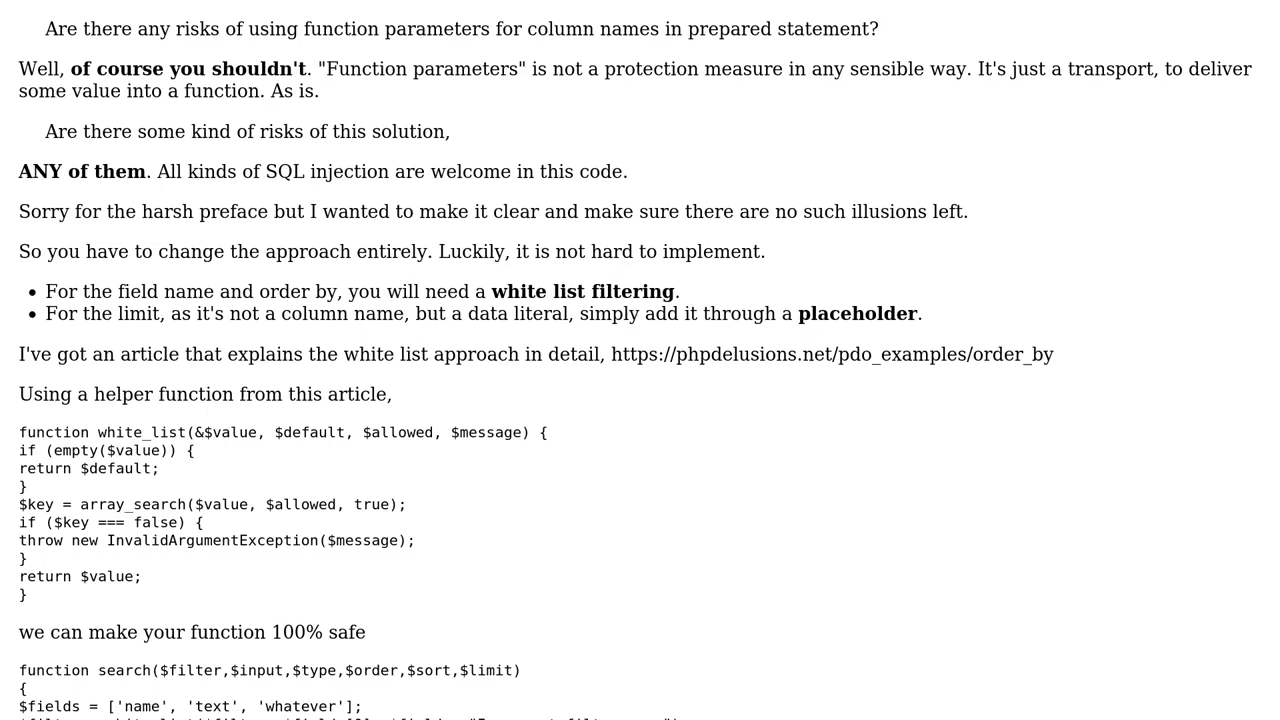 Are there any risks of using function parameters for column names in prepared statement?
Well, of course you shouldn't. "Function parameters" is not a protection measure in any sensible way. It's just a transport, to deliver
some value into a function. As is.
Are there some kind of risks of this solution,
ANY of them. All kinds of SQL injection are welcome in this code.
Sorry for the harsh preface but I wanted to make it clear and make sure there are no such illusions left.
So you have to change the approach entirely. Luckily, it is not hard to implement.
• For the field name and order by, you will need a white list filtering.
• For the limit, as it's not a column name, but a data literal, simply add it through a placeholder.
I've got an article that explains the white list approach in detail, https://phpdelusions.net/pdo_examples/order_by
Using a helper function from this article,
function white_list(&$value, $default, $allowed, $message) {
if (empty($value)) {
return $default;
}
$key = array_search($value, $allowed, true);
if ($key === false) {
throw new InvalidArgumentException($message);
}
return $value;
}
we can make your function 100% safe
function search($filter,$input,$type,$order,$sort,$limit)
{
$fields = ['name', 'text', 'whatever'];